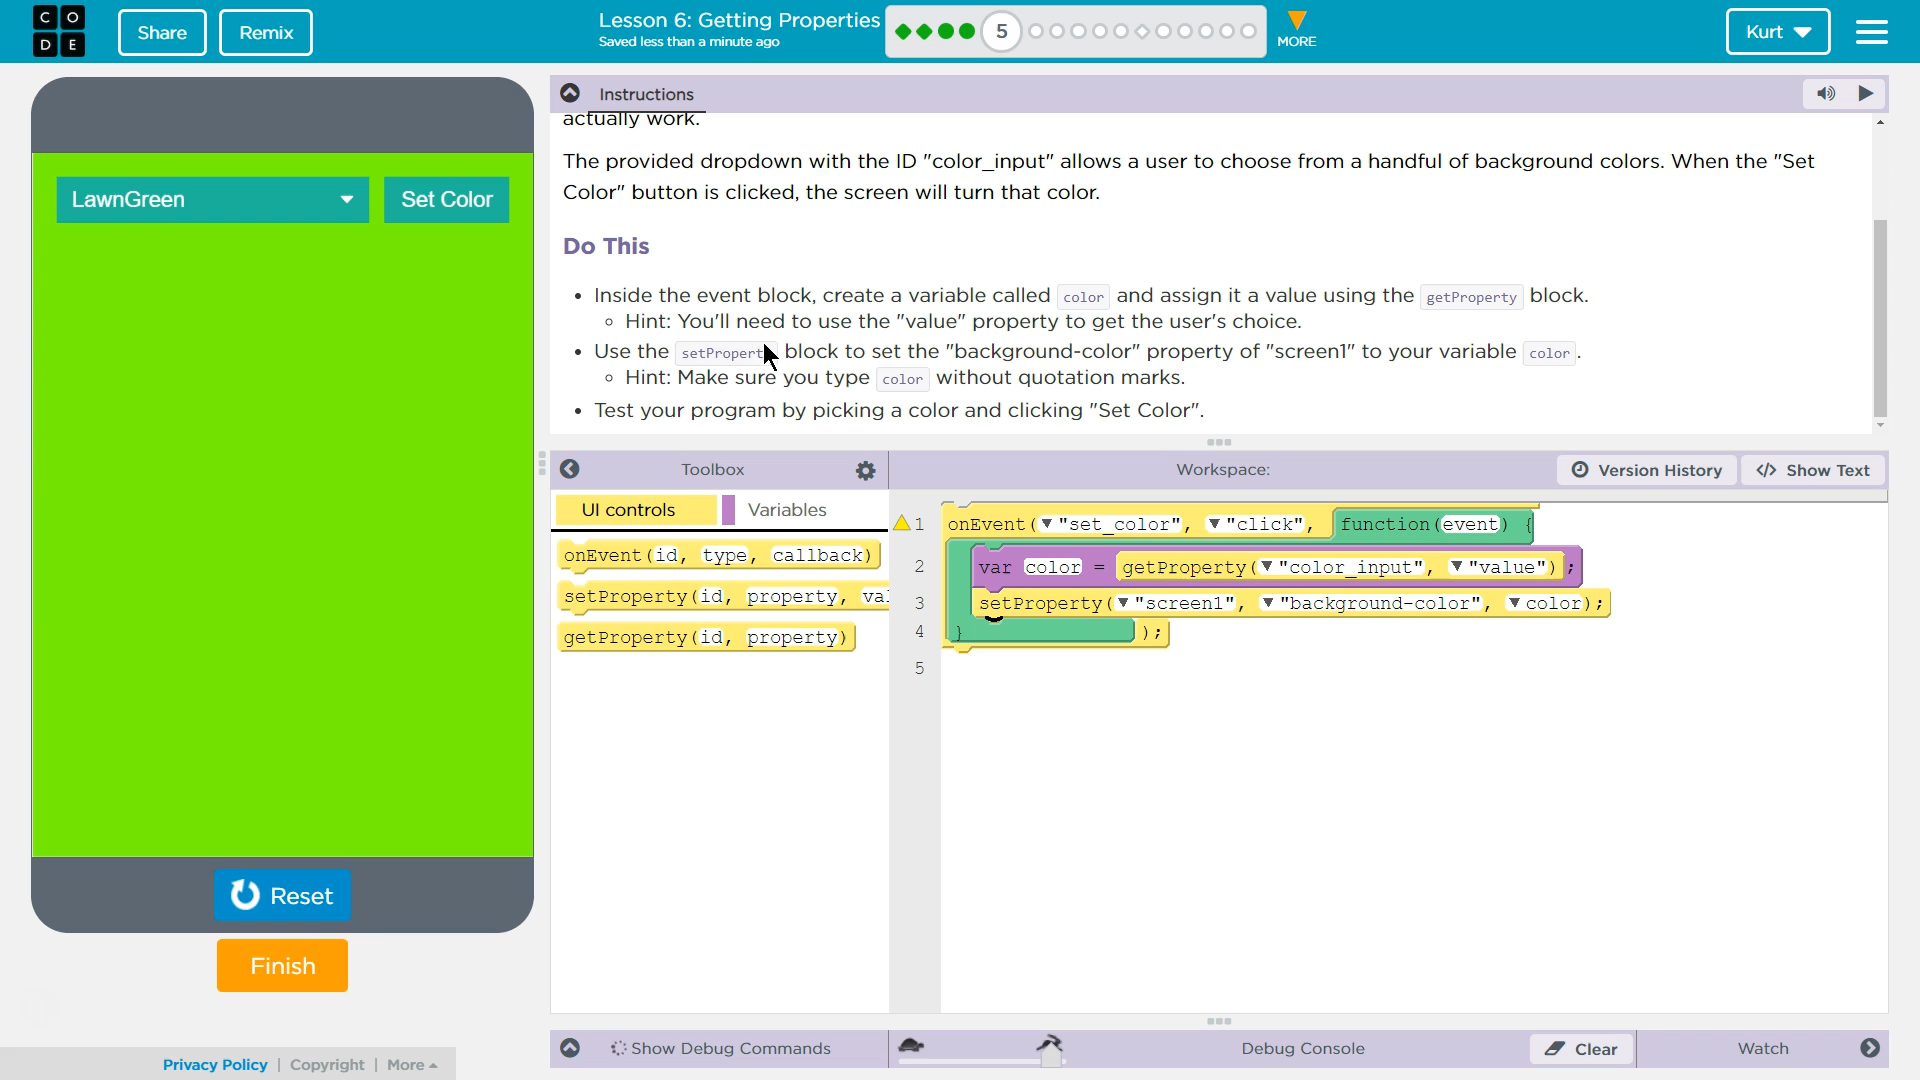 C O
D E
Share
Remix
Lesson 6: Getting Properties
Saved less than a minute ago
5
MORE
Kurt
LawnGreen
Set Color
Reset
Finish
Privacy Policy | Copyright | More
Instructions
actually work.
The provided dropdown with the ID "color_input" allows a user to choose from a handful of background colors. When the "Set
Color" button is clicked, the screen will turn that color.
Do This
• Inside the event block, create a variable called color and assign it a value using the getProperty block.
Hint: You'll need to use the "value" property to get the user's choice.
• Use the setPropert block to set the "background-color" property of "screen1" to your variable color .
Hint: Make sure you type color without quotation marks.
• Test your program by picking a color and clicking "Set Color".
Toolbox
Workspace:
Version History
</> Show Text
UI controls
Variables
onEvent(id, type, callback)
setProperty(id, property, val
getProperty(id, property)
1 onEvent(▼"set_color", ▼"click", function(event) {
2 var color = getProperty(▼"color_input", ▼"value");
3 setProperty(▼"screen1", ▼"background-color", ▼color);
4 } );
5
Show Debug Commands
Debug Console
Clear
Watch